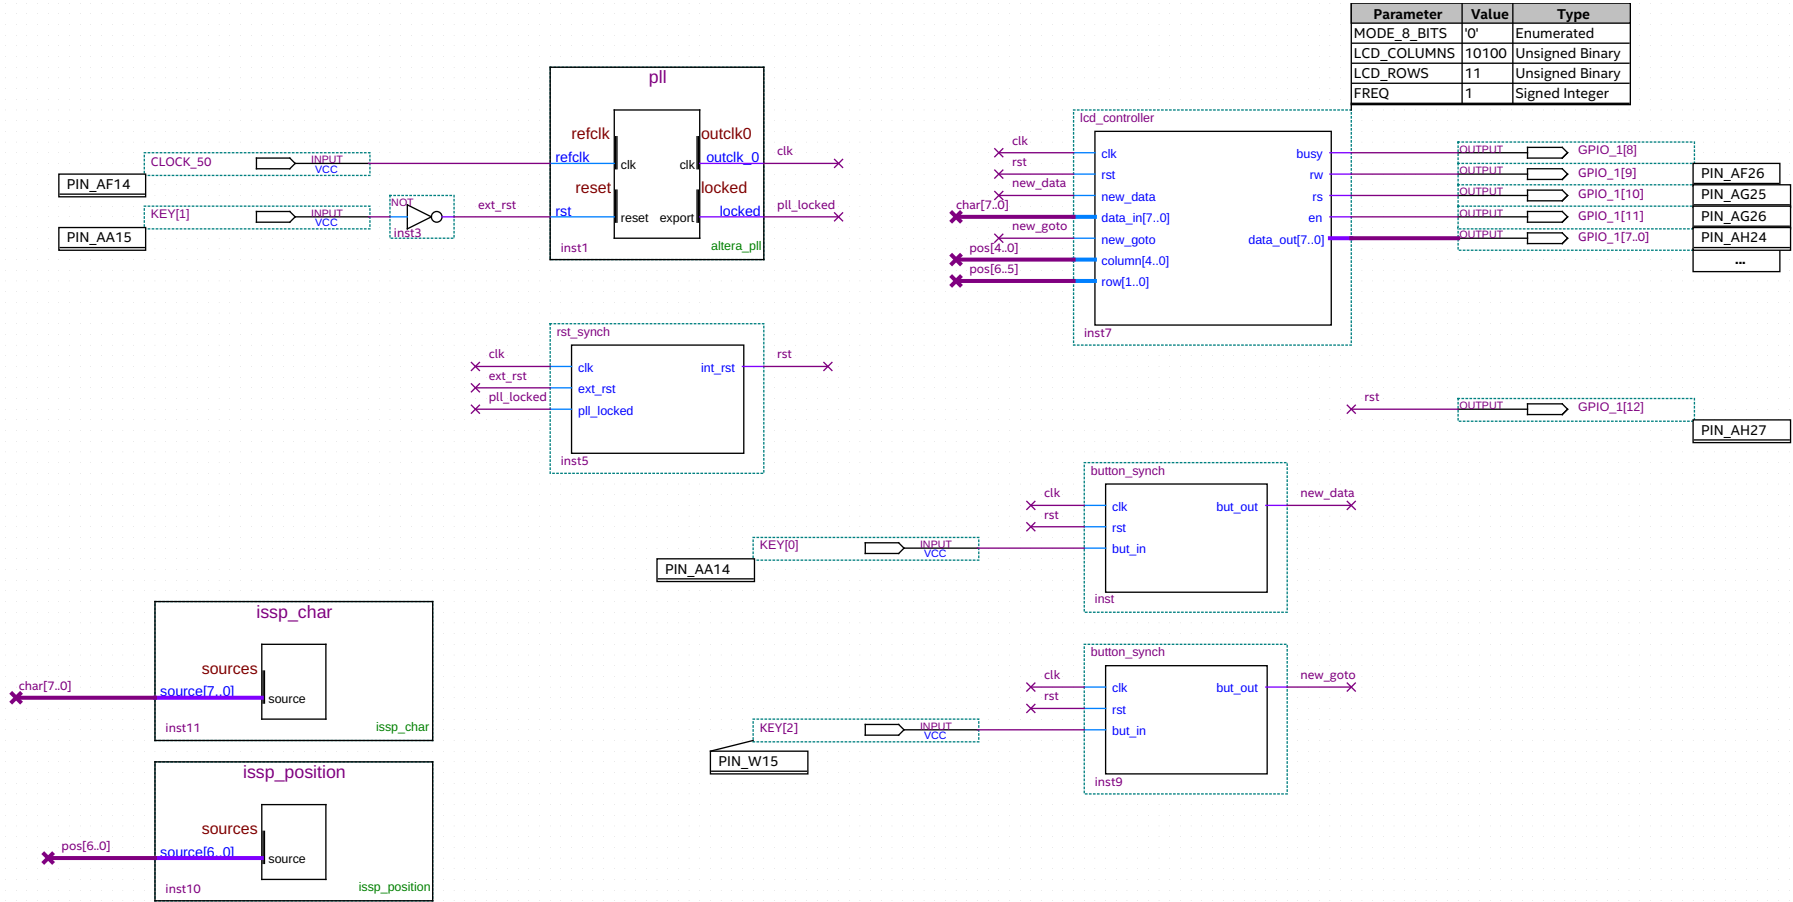 Parameter Value Type
MODE_8_BITS '0' Enumerated
LCD_COLUMNS 10100 Unsigned Binary
LCD_ROWS 11 Unsigned Binary
FREQ 1 Signed Integer
pll
refclk outclk0
clk clk
refclk outclk_0
reset locked
reset export
rst locked
inst1 altera_pll
CLOCK_50 INPUT
VCC
PIN_AF14
KEY[1] INPUT
VCC
PIN_AA15
NOT
inst3
ext_rst
clk
pll_locked
lcd_controller
clk
rst
new_data
char[7..0]
new_goto
pos[4..0]
pos[6..5]
clk busy
rst rw
new_data rs
data_in[7..0] en
new_goto data_out[7..0]
column[4..0]
row[1..0]
inst7
OUTPUT GPIO_1[8]
OUTPUT GPIO_1[9]
PIN_AF26
OUTPUT GPIO_1[10]
PIN_AG25
OUTPUT GPIO_1[11]
PIN_AG26
OUTPUT GPIO_1[7..0]
PIN_AH24
...
rst_synch
clk
ext_rst
pll_locked
clk int_rst
ext_rst
pll_locked
rst
inst5
rst OUTPUT GPIO_1[12]
PIN_AH27
button_synch
clk
rst
clk but_out
rst
but_in
new_data
inst
KEY[0] INPUT
VCC
PIN_AA14
button_synch
clk
rst
clk but_out
rst
but_in
new_goto
inst9
KEY[2] INPUT
VCC
PIN_W15
issp_char
sources
char[7..0] source[7..0] source
inst11 issp_char
issp_position
sources
pos[6..0] source[6..0] source
inst10 issp_position